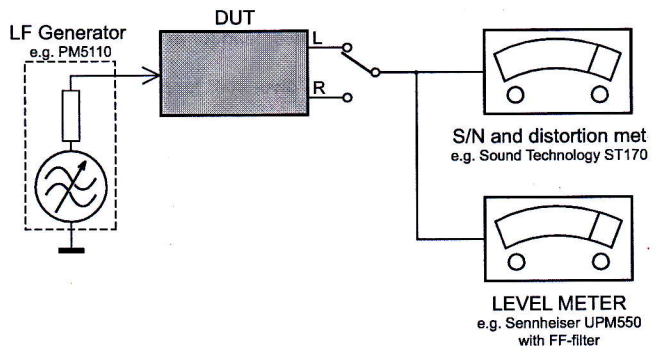 DUT
LF Generator
e.g. PM5110
L
R
S/N and distortion met
e.g. Sound Technology ST170
LEVEL METER
e.g. Sennheiser UPM550
with FF-filter